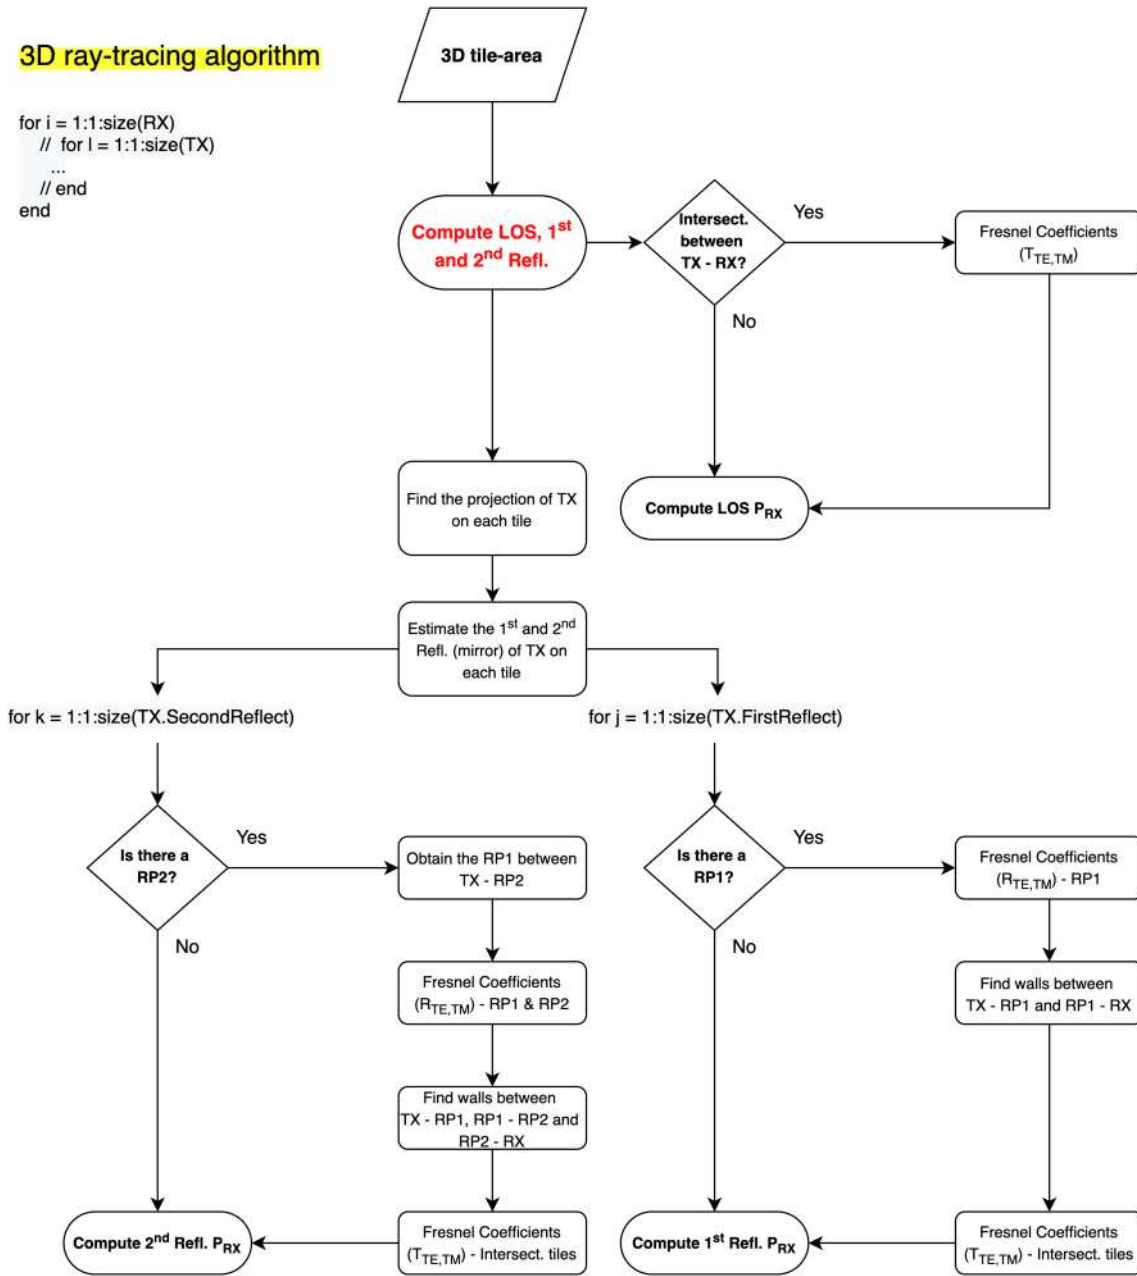 3D ray-tracing algorithm
for i = 1:1:size(RX)
// for l = 1:1:size(TX)
...
// end
end
3D tile-area
Compute LOS, 1st
and 2nd Refl.
Intersect.
between
TX - RX?
Yes
Fresnel Coefficients
(TTE,TM)
No
Compute LOS PRX
Find the projection of TX
on each tile
Estimate the 1st and 2nd
Refl. (mirror) of TX on
each tile
for k = 1:1:size(TX.SecondReflect)
for j = 1:1:size(TX.FirstReflect)
Is there a
RP2?
Yes
Obtain the RP1 between
TX - RP2
No
Fresnel Coefficients
(RTE,TM) - RP1 & RP2
Find walls between
TX - RP1, RP1 - RP2 and
RP2 - RX
Fresnel Coefficients
(TTE,TM) - Intersect. tiles
Compute 2nd Refl. PRX
Is there a
RP1?
Yes
Fresnel Coefficients
(RTE,TM) - RP1
No
Find walls between
TX - RP1 and RP1 - RX
Fresnel Coefficients
(TTE,TM) - Intersect. tiles
Compute 1st Refl. PRX